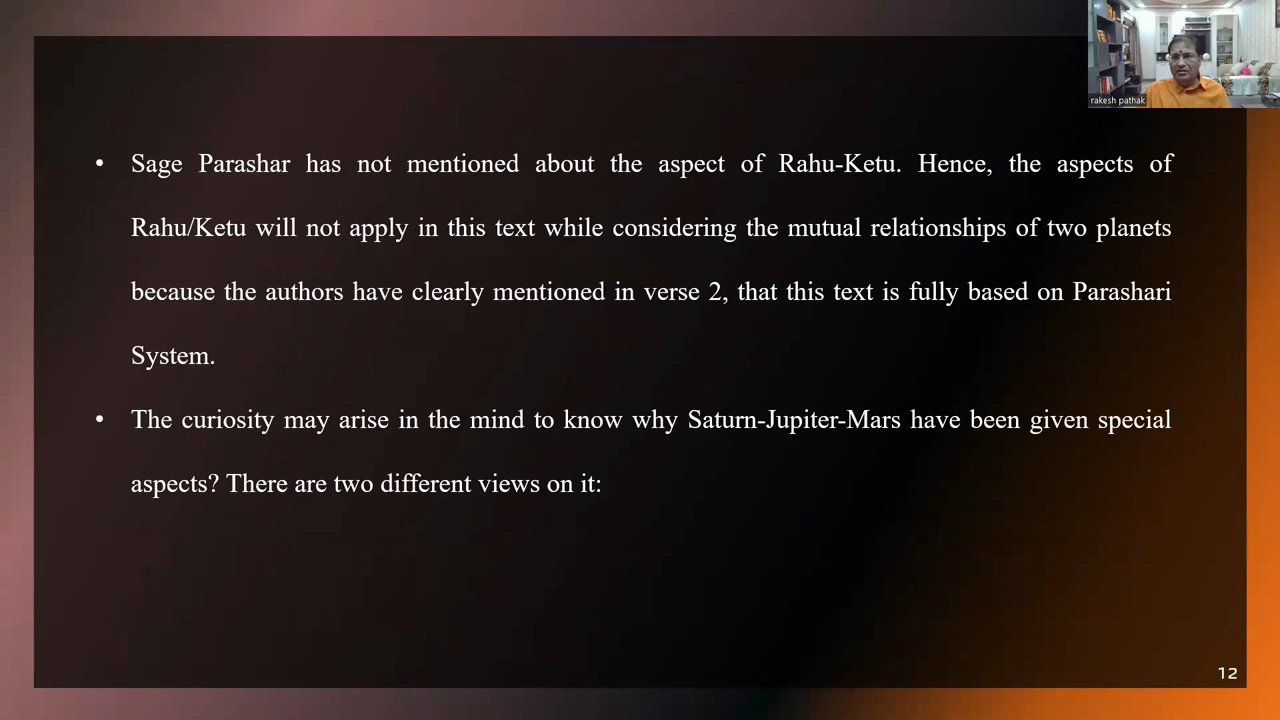 rakesh pathak
• Sage Parashar has not mentioned about the aspect of Rahu-Ketu. Hence, the aspects of
Rahu/Ketu will not apply in this text while considering the mutual relationships of two planets
because the authors have clearly mentioned in verse 2, that this text is fully based on Parashari
System.
• The curiosity may arise in the mind to know why Saturn-Jupiter-Mars have been given special
aspects? There are two different views on it:
12